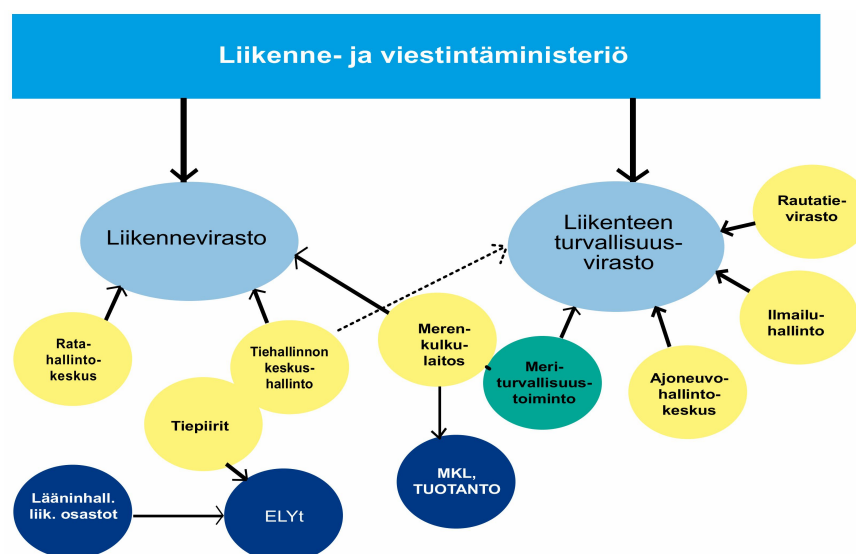 Liikenne- ja viestintäministeriö
Liikennevirasto
Liikenteen
turvallisuus-
virasto
Rautatie-
virasto
Ilmailu-
hallinto
Rata-
hallinto-
keskus
Tiehallinnon
keskus-
hallinto
Meren-
kulku-
laitos
Meri-
turvallisuus-
toiminto
Ajoneuvo-
hallinto-
keskus
Tiepiirit
MKL,
TUOTANTO
Lääninhall.
liik. osastot
ELYt